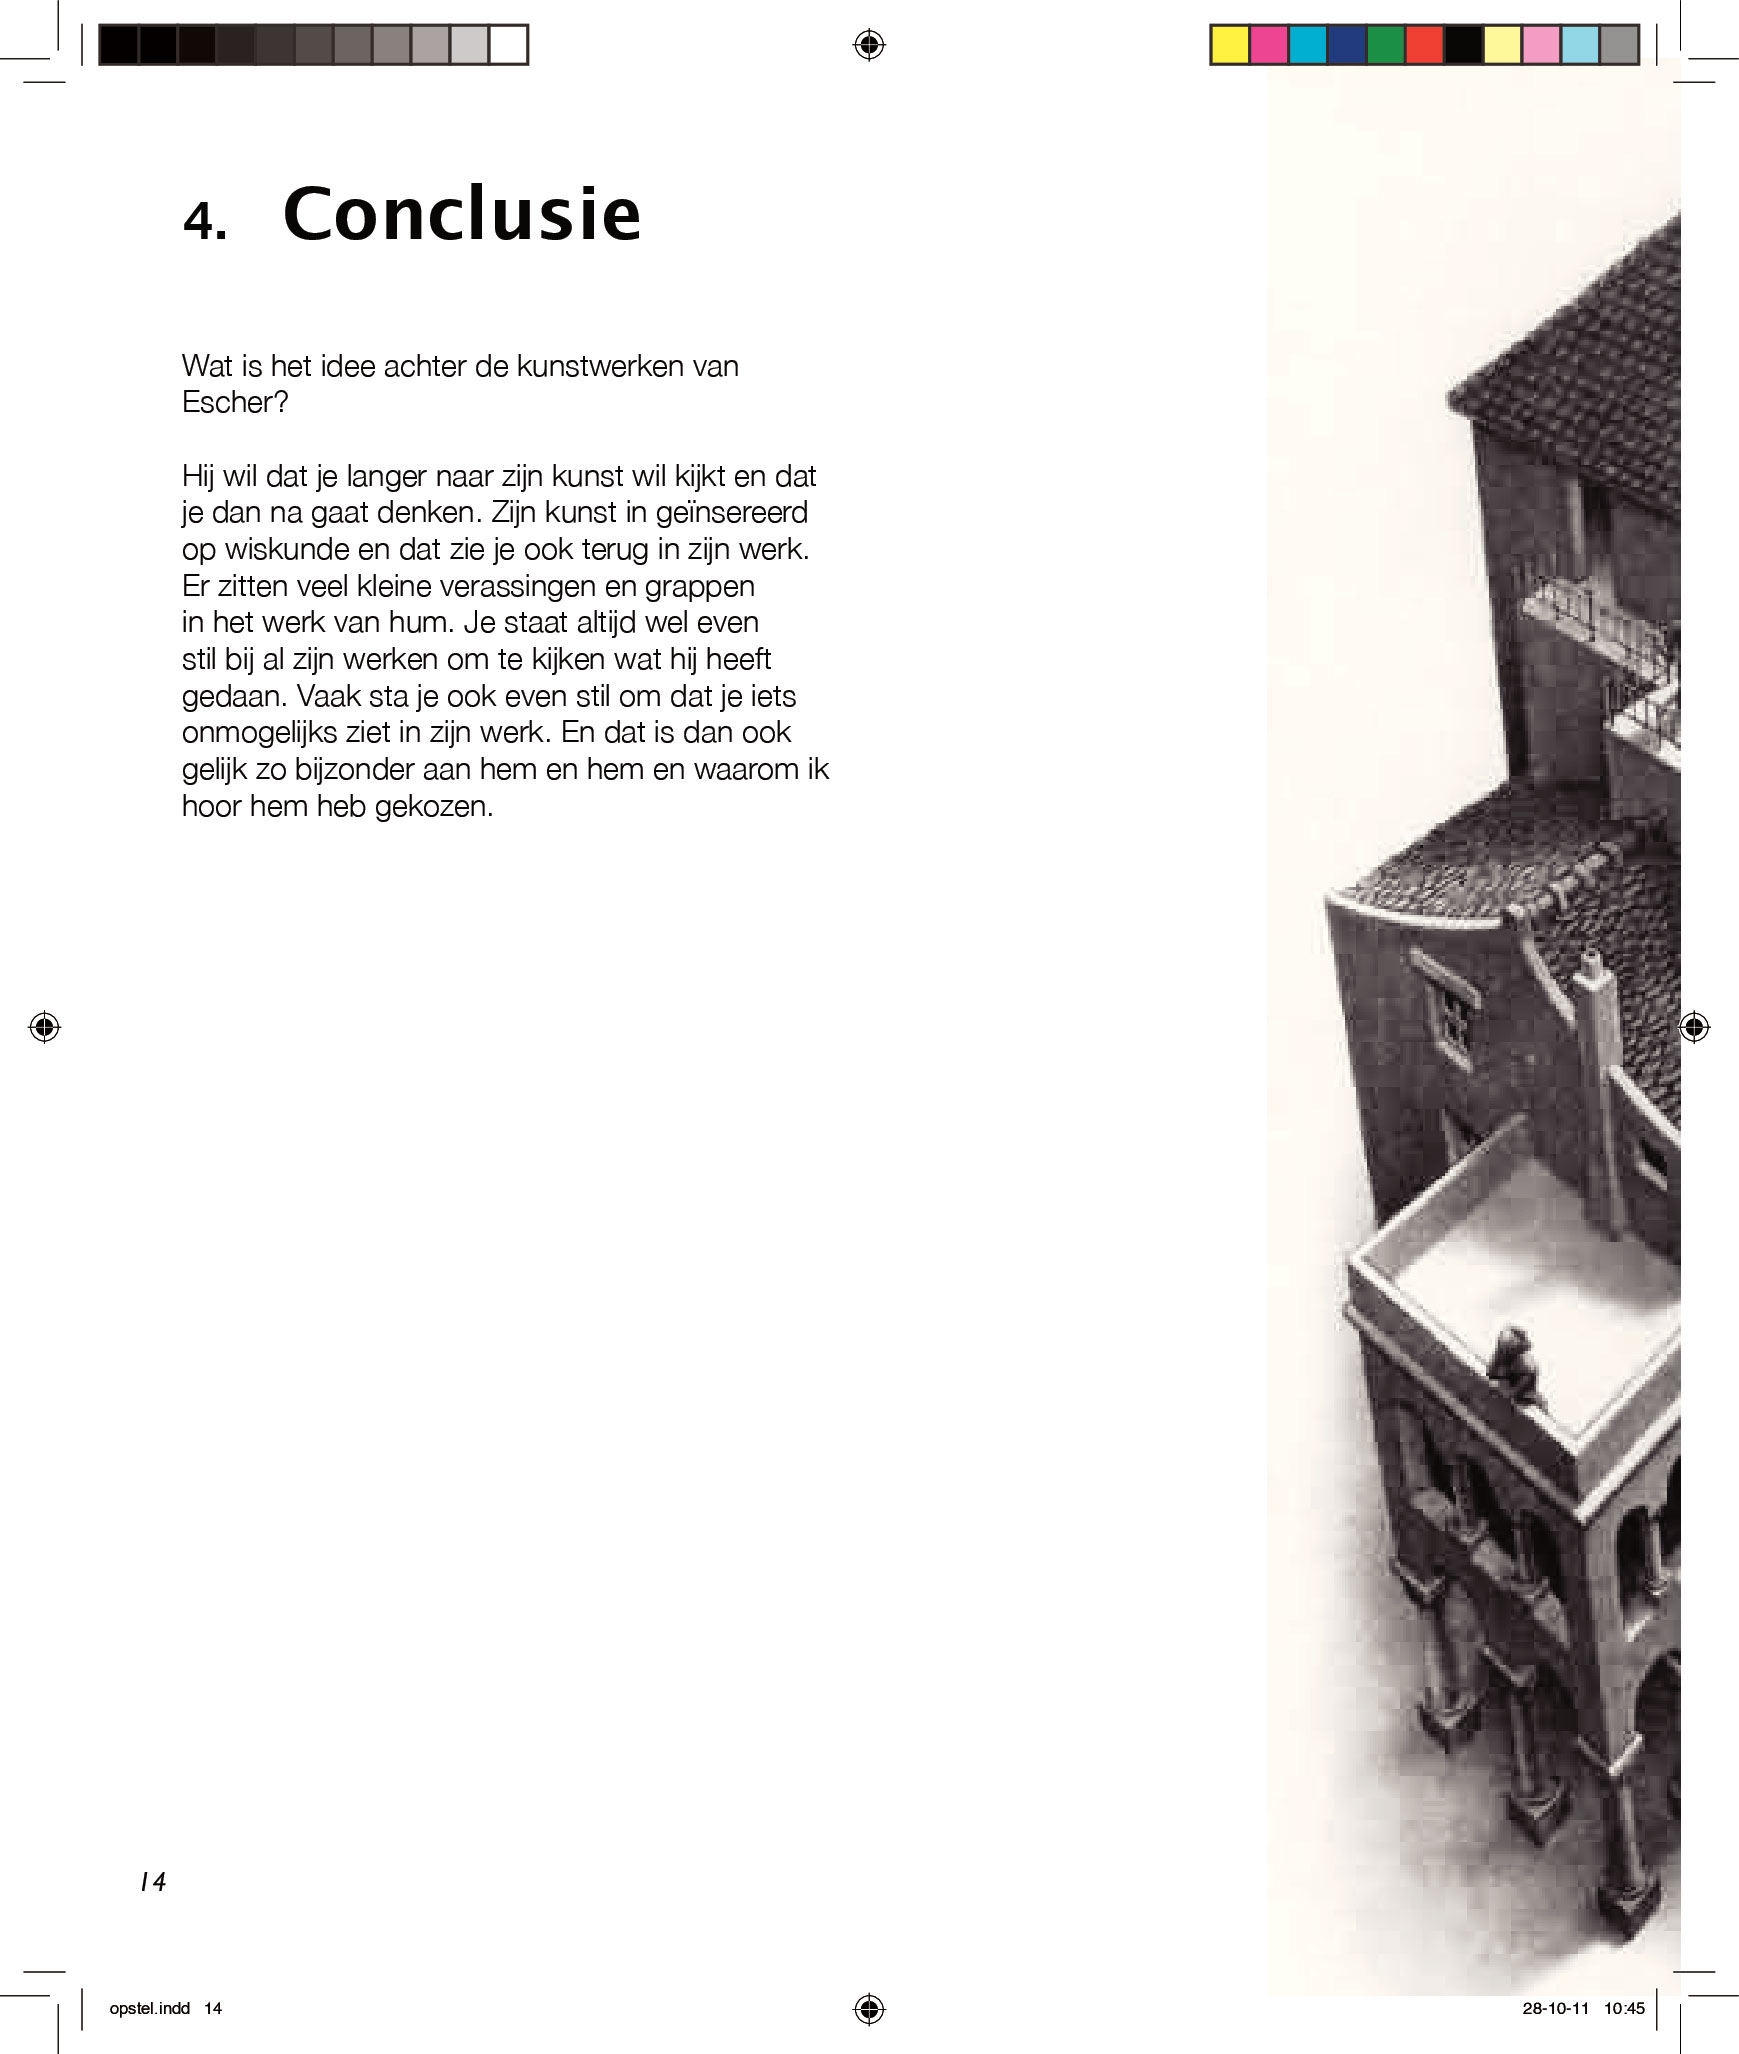 4. Conclusie
Wat is het idee achter de kunstwerken van
Escher?
Hij wil dat je langer naar zijn kunst wil kijkt en dat
je dan na gaat denken. Zijn kunst in geïnsereerd
op wiskunde en dat zie je ook terug in zijn werk.
Er zitten veel kleine verassingen en grappen
in het werk van hum. Je staat altijd wel even
stil bij al zijn werken om te kijken wat hij heeft
gedaan. Vaak sta je ook even stil om dat je iets
onmogelijks ziet in zijn werk. En dat is dan ook
gelijk zo bijzonder aan hem en hem en waarom ik
hoor hem heb gekozen.
14
opstel.indd 14
28-10-11 10:45